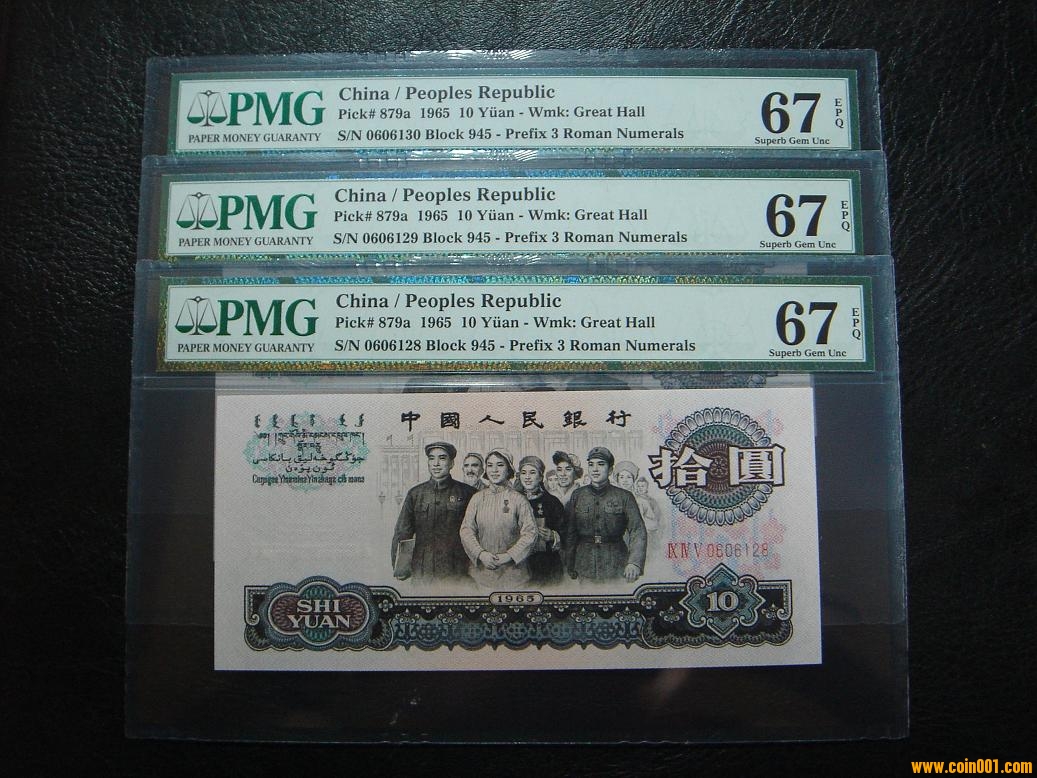 PMG
PAPER MONEY GUARANTY
China / Peoples Republic
Pick# 879a 1965 10 Yüan - Wmk: Great Hall
S/N 0606130 Block 945 - Prefix 3 Roman Numerals
67 EPQ
Superb Gem Unc
PMG
PAPER MONEY GUARANTY
China / Peoples Republic
Pick# 879a 1965 10 Yüan - Wmk: Great Hall
S/N 0606129 Block 945 - Prefix 3 Roman Numerals
67 EPQ
Superb Gem Unc
PMG
PAPER MONEY GUARANTY
China / Peoples Republic
Pick# 879a 1965 10 Yüan - Wmk: Great Hall
S/N 0606128 Block 945 - Prefix 3 Roman Numerals
67 EPQ
Superb Gem Unc
中國人民銀行
拾圓
IX IV V 0606128
1965
SHI
YUAN
10
www.coin001.com